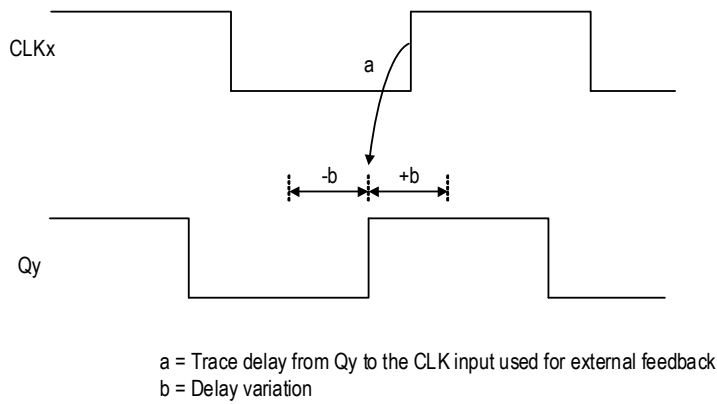 CLKx
a
-b
+b
Qy
a = Trace delay from Qy to the CLK input used for external feedback
b = Delay variation